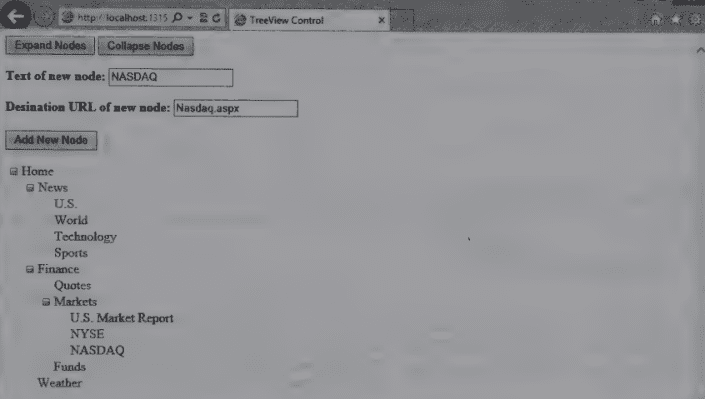 http://localhost:1315
TreeView Control
Expand Nodes Collapse Nodes
Text of new node: NASDAQ
Desination URL of new node: Nasdaq.aspx
Add New Node
Home
News
U.S.
World
Technology
Sports
Finance
Quotes
Markets
U.S. Market Report
NYSE
NASDAQ
Funds
Weather